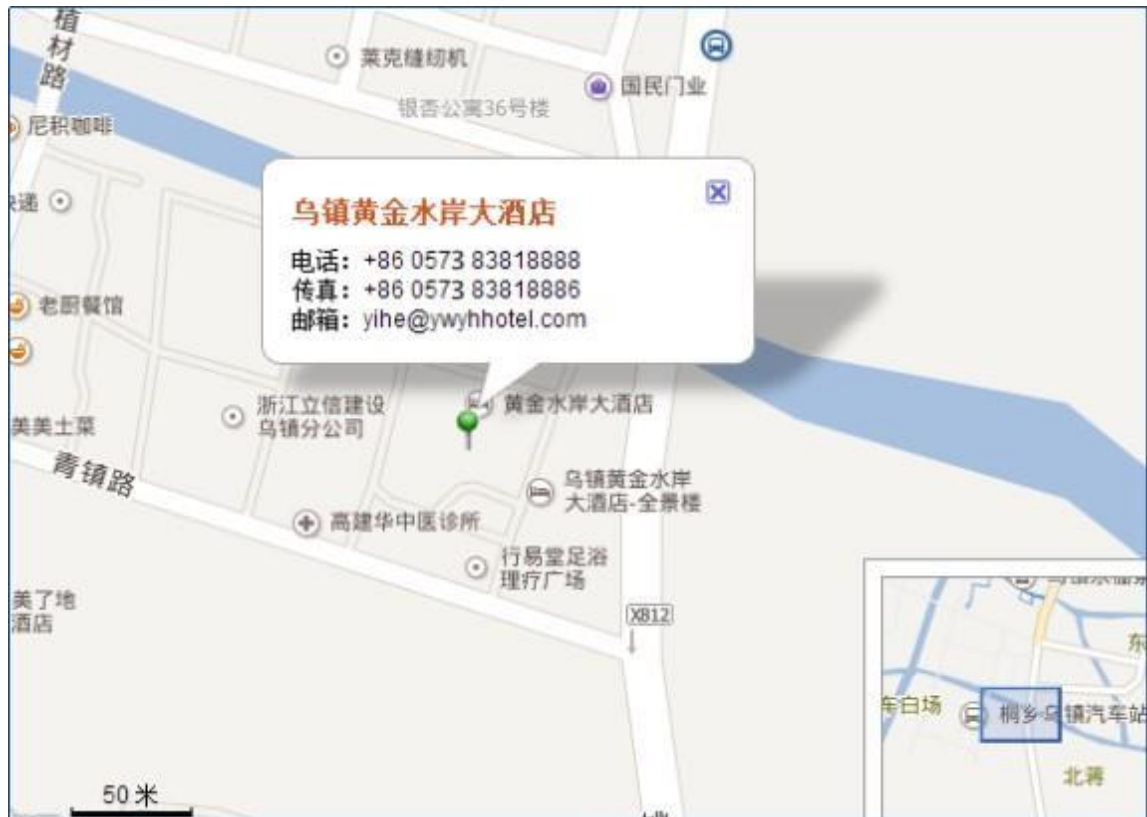 植材路
莱克缝纫机
国民门业
银杏公寓36号楼
尼积咖啡
递
乌镇黄金水岸大酒店
电话：+86 0573 83818888
传真：+86 0573 83818886
邮箱：yihe@ywyhhotel.com
老厨餐馆
浙江立信建设
乌镇分公司
黄金水岸大酒店
美美土菜
青镇路
乌镇黄金水岸
大酒店-全景楼
高建华中医诊所
行易堂足浴
理疗广场
美了地
酒店
X812
东
车白场
桐乡乌镇汽车站
北蒋
50 米